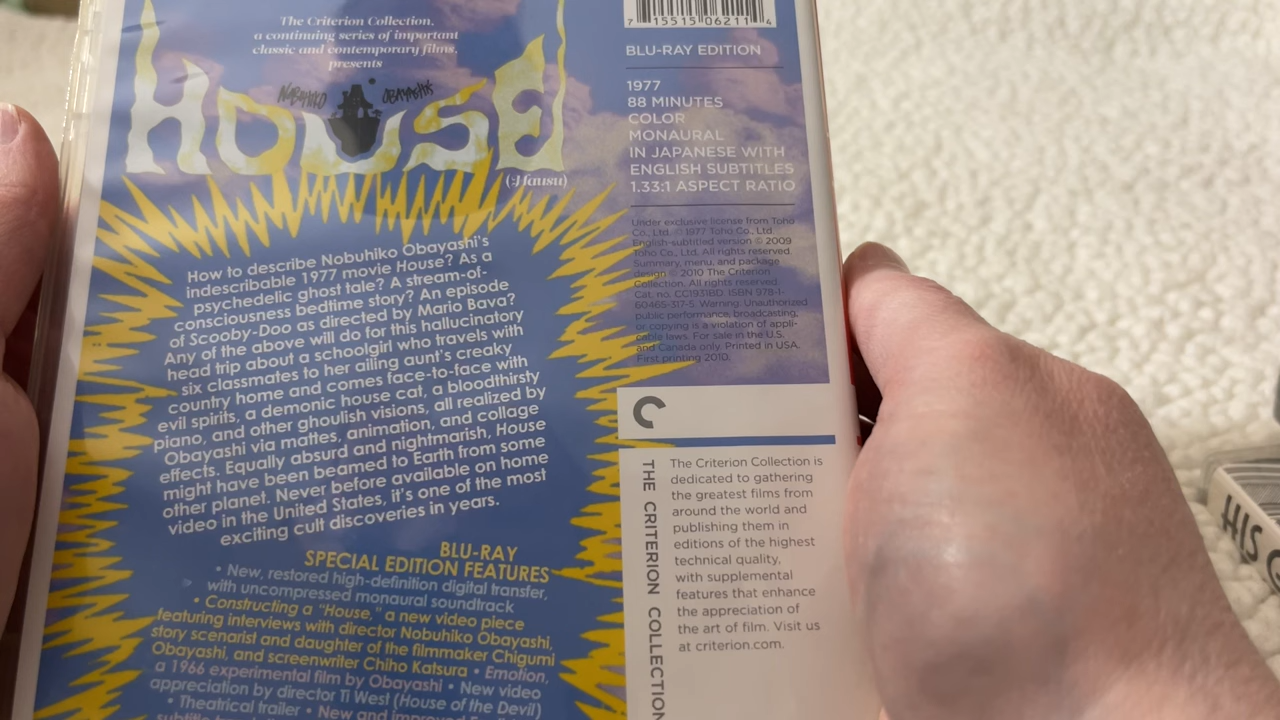 The Criterion Collection,
a continuing series of important
classic and contemporary films,
presents
NOBUHIKO OBAYASHI'S
HOUSE
(:Hausu)
How to describe Nobuhiko Obayashi's
indescribable 1977 movie House? As a
psychedelic ghost tale? A stream-of-
consciousness bedtime story? An episode
of Scooby-Doo as directed by Mario Bava?
Any of the above will do for this hallucinatory
head trip about a schoolgirl who travels with
six classmates to her ailing aunt's creaky
country home and comes face-to-face with
evil spirits, a demonic house cat, a bloodthirsty
piano, and other ghoulish visions, all realized by
Obayashi via mattes, animation, and collage
effects. Equally absurd and nightmarish, House
might have been beamed to Earth from some
other planet. Never before available on home
video in the United States, it's one of the most
exciting cult discoveries in years.
BLU-RAY
SPECIAL EDITION FEATURES
• New, restored high-definition digital transfer,
with uncompressed monaural soundtrack
• Constructing a "House," a new video piece
featuring interviews with director Nobuhiko Obayashi,
story scenarist and daughter of the filmmaker Chigumi
Obayashi, and screenwriter Chiho Katsura • Emotion,
a 1966 experimental film by Obayashi • New video
appreciation by director Ti West (House of the Devil)
• Theatrical trailer • New and improved
7 15515 06211 4
BLU-RAY EDITION
1977
88 MINUTES
COLOR
MONAURAL
IN JAPANESE WITH
ENGLISH SUBTITLES
1.33:1 ASPECT RATIO
Under exclusive license from Toho
Co., Ltd. © 1977 Toho Co., Ltd.
English-subtitled version © 2009
Toho Co., Ltd. All rights reserved.
Summary, menu, and package
design © 2010 The Criterion
Collection. All rights reserved.
Cat. no. CC1931BD. ISBN 978-1-
60465-317-5. Warning: Unauthorized
public performance, broadcasting,
or copying is a violation of appli-
cable laws. For sale in the U.S.
and Canada only. Printed in USA.
First printing 2010.
THE CRITERION COLLECTION
The Criterion Collection is
dedicated to gathering
the greatest films from
around the world and
publishing them in
editions of the highest
technical quality,
with supplemental
features that enhance
the appreciation of
the art of film. Visit us
at criterion.com.
HIS